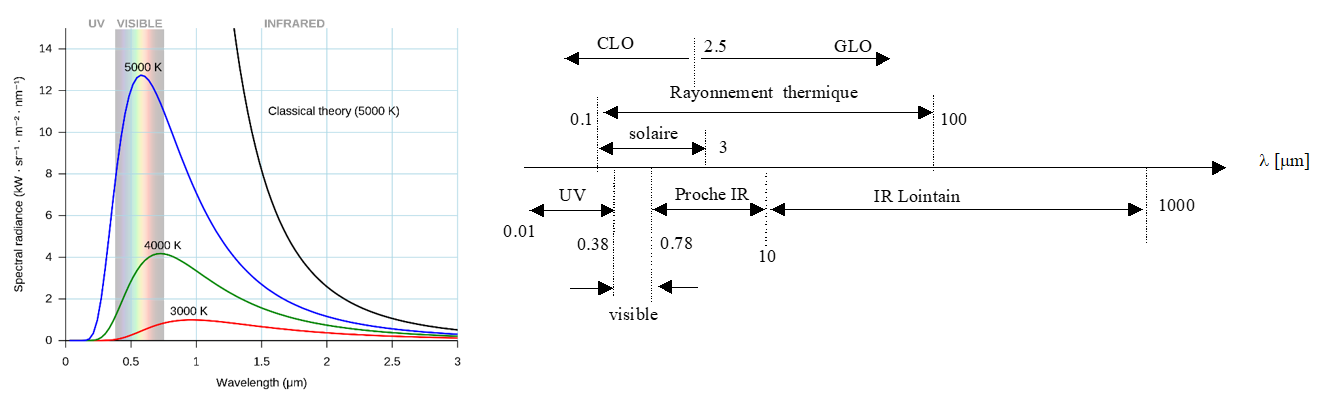 UV VISIBLE INFRARED
14
12
10
8
6
4
2
0
Spectral radiance (kW · sr⁻¹ · m⁻² · nm⁻¹)
5000 K
4000 K
3000 K
Classical theory (5000 K)
0 0.5 1 1.5 2 2.5 3
Wavelength (μm)
CLO 2.5 GLO
Rayonnement thermique
0.1 100
solaire
3
λ [μm]
UV Proche IR IR Lointain
0.01 1000
0.38 0.78
10
visible